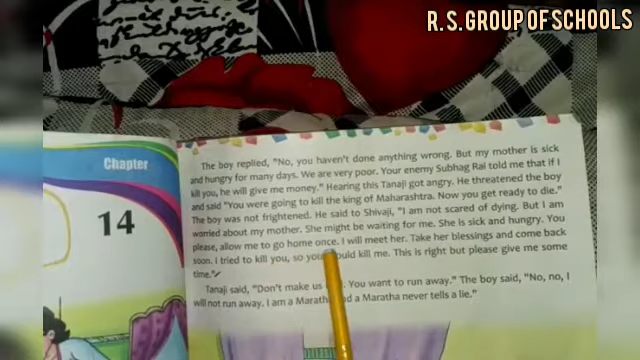 R.S.GROUP OF SCHOOLS
Chapter
14
The boy replied, "No, you haven't done anything wrong. But my mother is sick
and hungry for many days. We are very poor. Your enemy Subhag Rai told me that if I
kill you, he will give me money." Hearing this Tanaji got angry. He threatened the boy
and said "You were going to kill the king of Maharashtra. Now you get ready to die."
The boy was not frightened. He said to Shivaji, "I am not scared of dying. But I am
worried about my mother. She might be waiting for me. She is sick and hungry. You
please, allow me to go home once. I will meet her. Take her blessings and come back
soon. I tried to kill you, so you should kill me. This is right but please give me some
time."
Tanaji said, "Don't make us You want to run away." The boy said, "No, no, I
will not run away. I am a Maratha and a Maratha never tells a lie."